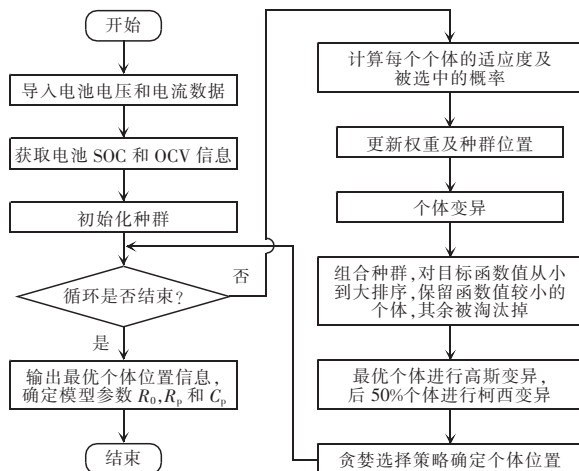 开始
导入电池电压和电流数据
获取电池 SOC 和 OCV 信息
初始化种群
循环是否结束?
否
是
输出最优个体位置信息,
确定模型参数 R₀,Rₚ 和 Cₚ
结束
计算每个个体的适应度及
被选中的概率
更新权重及种群位置
个体变异
组合种群,对目标函数值从小
到大排序,保留函数值较小的
个体,其余被淘汰掉
最优个体进行高斯变异,
后 50%个体进行柯西变异
贪婪选择策略确定个体位置